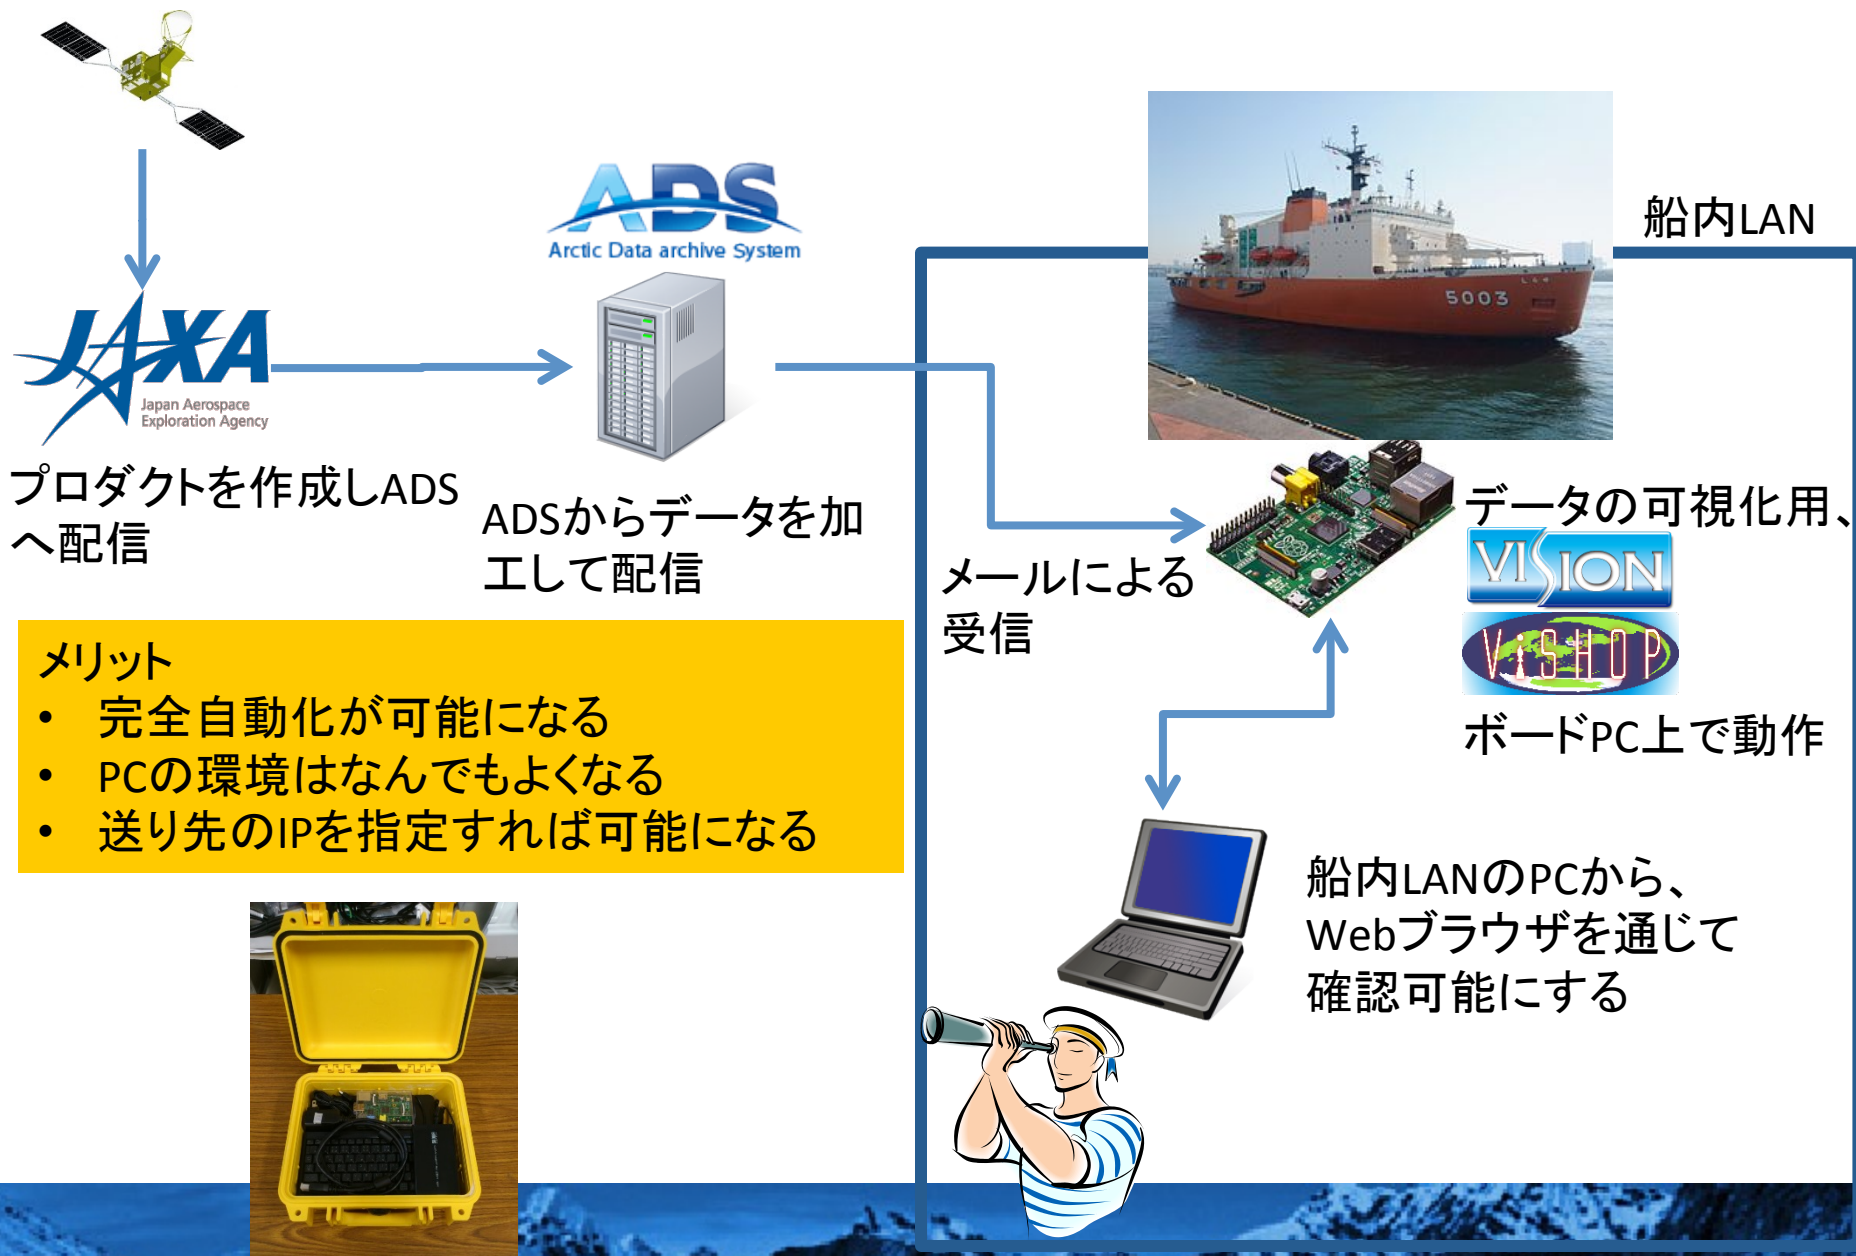 ADS
Arctic Data archive System
船内LAN
5003
しらせ
JAXA
Japan Aerospace
Exploration Agency
プロダクトを作成しADS
へ配信
ADSからデータを加
工して配信
メールによる
受信
データの可視化用、
VISION
ViSHOP
ボードPC上で動作
メリット
• 完全自動化が可能になる
• PCの環境はなんでもよくなる
• 送り先のIPを指定すれば可能になる
船内LANのPCから、
Webブラウザを通じて
確認可能にする